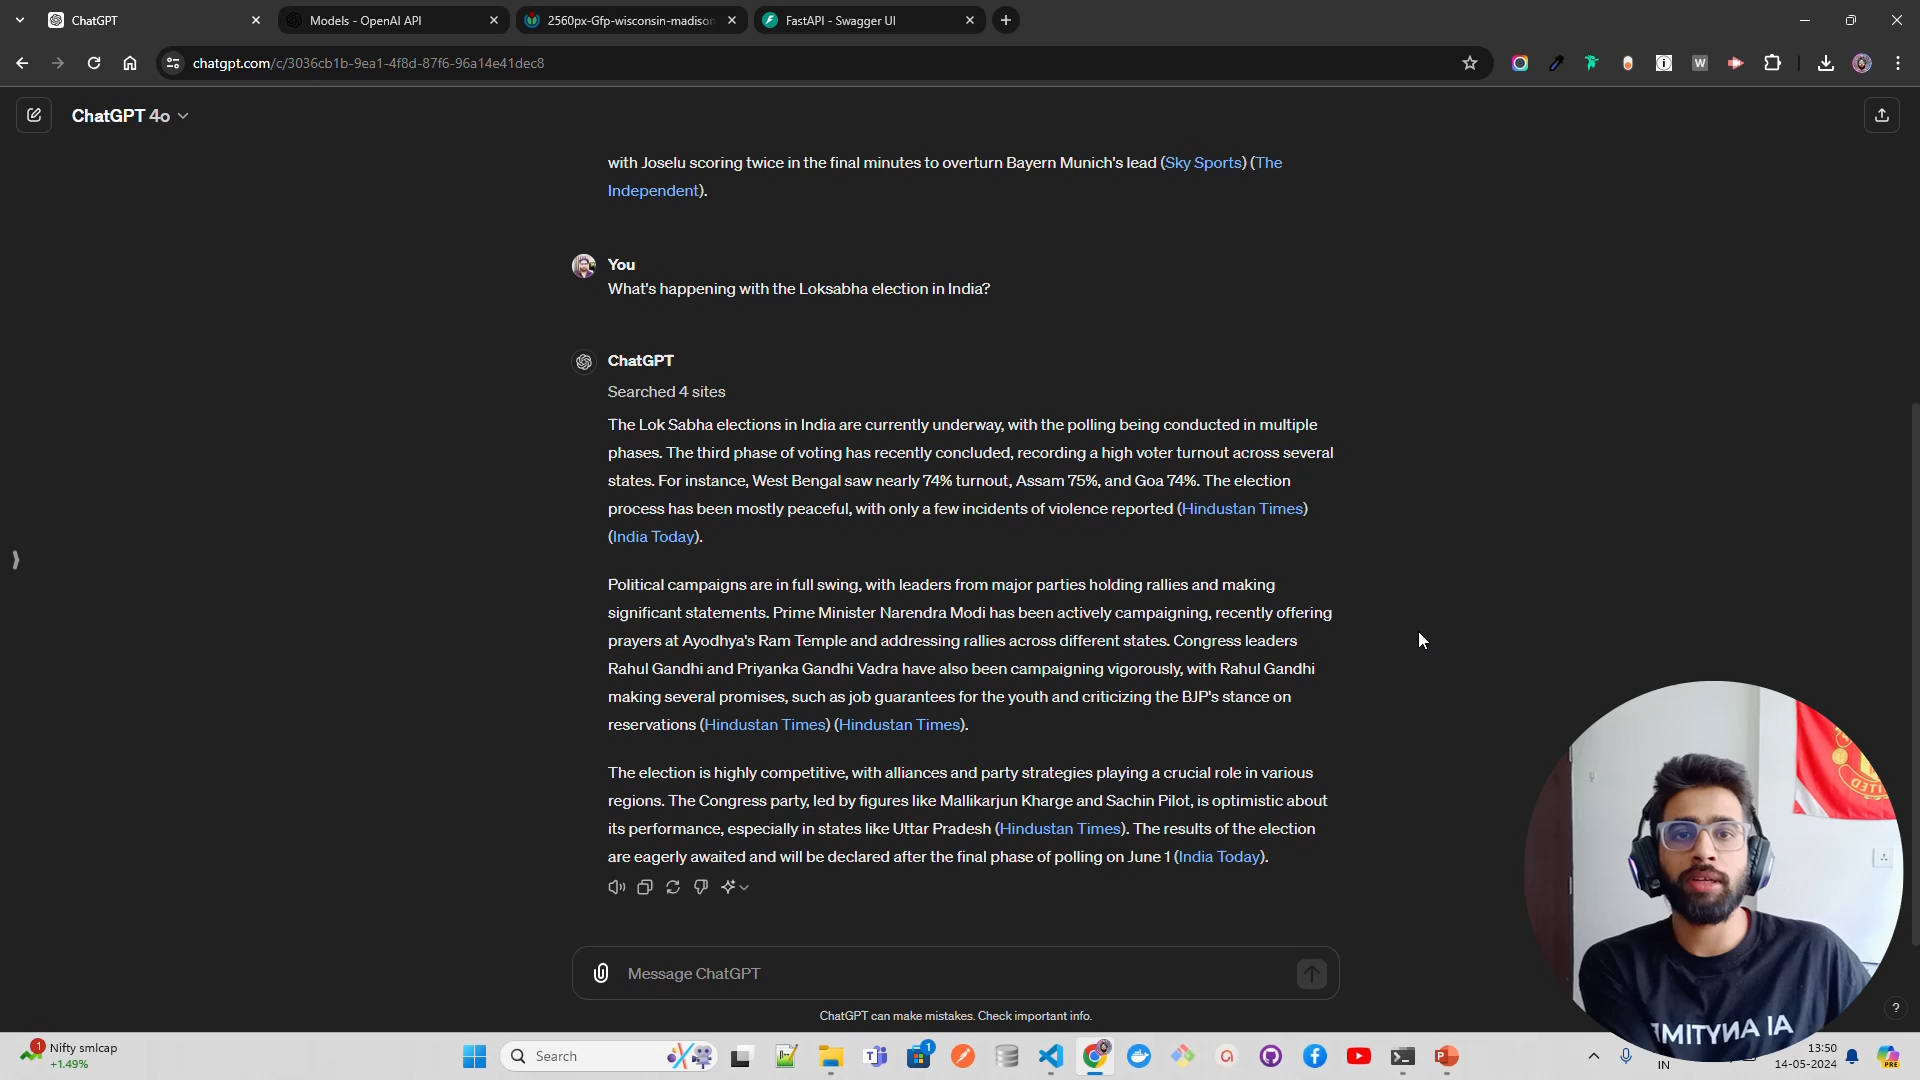 ChatGPT
Models - OpenAI API
2560px-Gfp-wisconsin-madison
FastAPI - Swagger UI
chatgpt.com/c/3036cb1b-9ea1-4f8d-87f6-96a14e41dec8
ChatGPT 4o
with Joselu scoring twice in the final minutes to overturn Bayern Munich's lead (Sky Sports) (The
Independent).
You
What's happening with the Loksabha election in India?
ChatGPT
Searched 4 sites
The Lok Sabha elections in India are currently underway, with the polling being conducted in multiple
phases. The third phase of voting has recently concluded, recording a high voter turnout across several
states. For instance, West Bengal saw nearly 74% turnout, Assam 75%, and Goa 74%. The election
process has been mostly peaceful, with only a few incidents of violence reported (Hindustan Times)
(India Today).
Political campaigns are in full swing, with leaders from major parties holding rallies and making
significant statements. Prime Minister Narendra Modi has been actively campaigning, recently offering
prayers at Ayodhya's Ram Temple and addressing rallies across different states. Congress leaders
Rahul Gandhi and Priyanka Gandhi Vadra have also been campaigning vigorously, with Rahul Gandhi
making several promises, such as job guarantees for the youth and criticizing the BJP's stance on
reservations (Hindustan Times) (Hindustan Times).
The election is highly competitive, with alliances and party strategies playing a crucial role in various
regions. The Congress party, led by figures like Mallikarjun Kharge and Sachin Pilot, is optimistic about
its performance, especially in states like Uttar Pradesh (Hindustan Times). The results of the election
are eagerly awaited and will be declared after the final phase of polling on June 1 (India Today).
Message ChatGPT
ChatGPT can make mistakes. Check important info.
?
AI ANYTIME
1
Nifty smlcap
+1.49%
Search
1
IN
13:50
14-05-2024
PRE